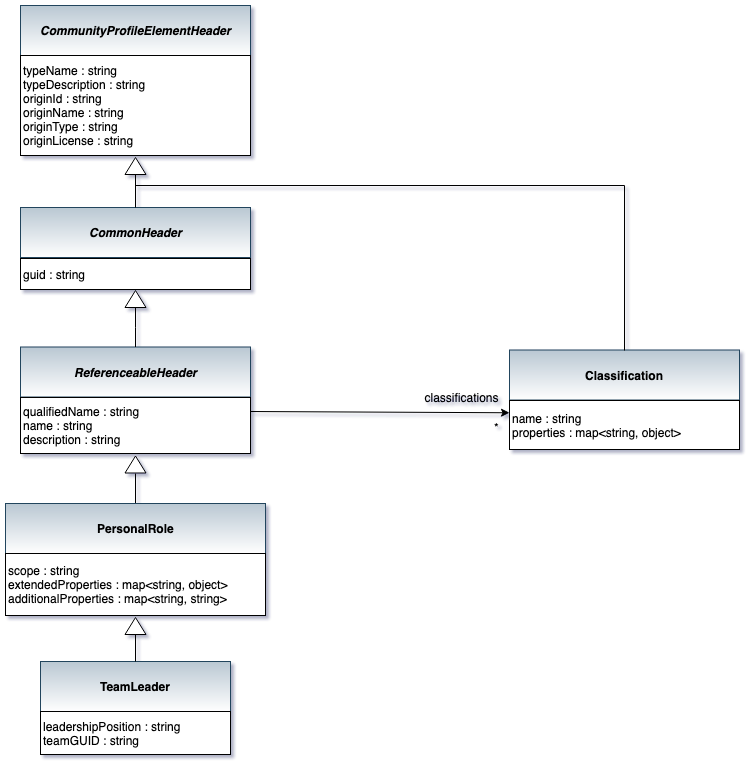 CommunityProfileElementHeader
typeName : string
typeDescription : string
originId : string
originName : string
originType : string
originLicense : string
CommonHeader
guid : string
ReferenceableHeader
qualifiedName : string
name : string
description : string
classifications
*
Classification
name : string
properties : map<string, object>
PersonalRole
scope : string
extendedProperties : map<string, object>
additionalProperties : map<string, string>
TeamLeader
leadershipPosition : string
teamGUID : string